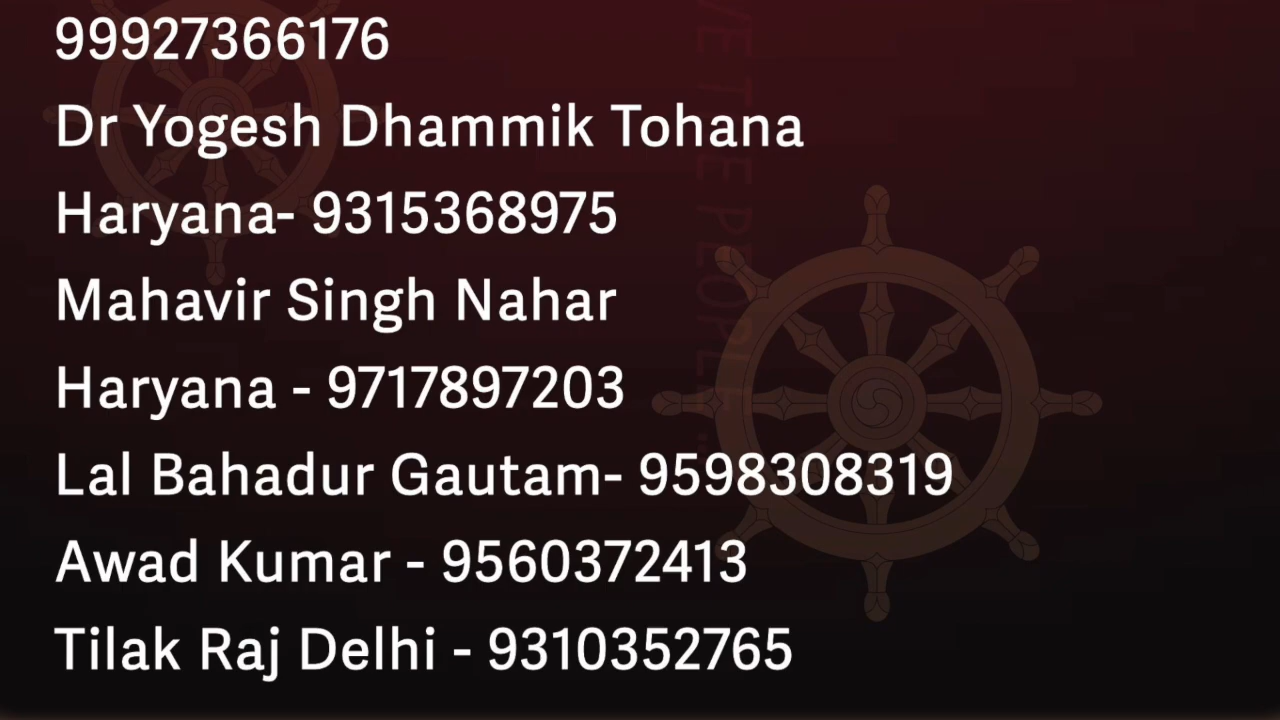 99927366176
Dr Yogesh Dhammik Tohana
Haryana- 9315368975
Mahavir Singh Nahar
Haryana - 9717897203
Lal Bahadur Gautam- 9598308319
Awad Kumar - 9560372413
Tilak Raj Delhi - 9310352765
PEOPLE